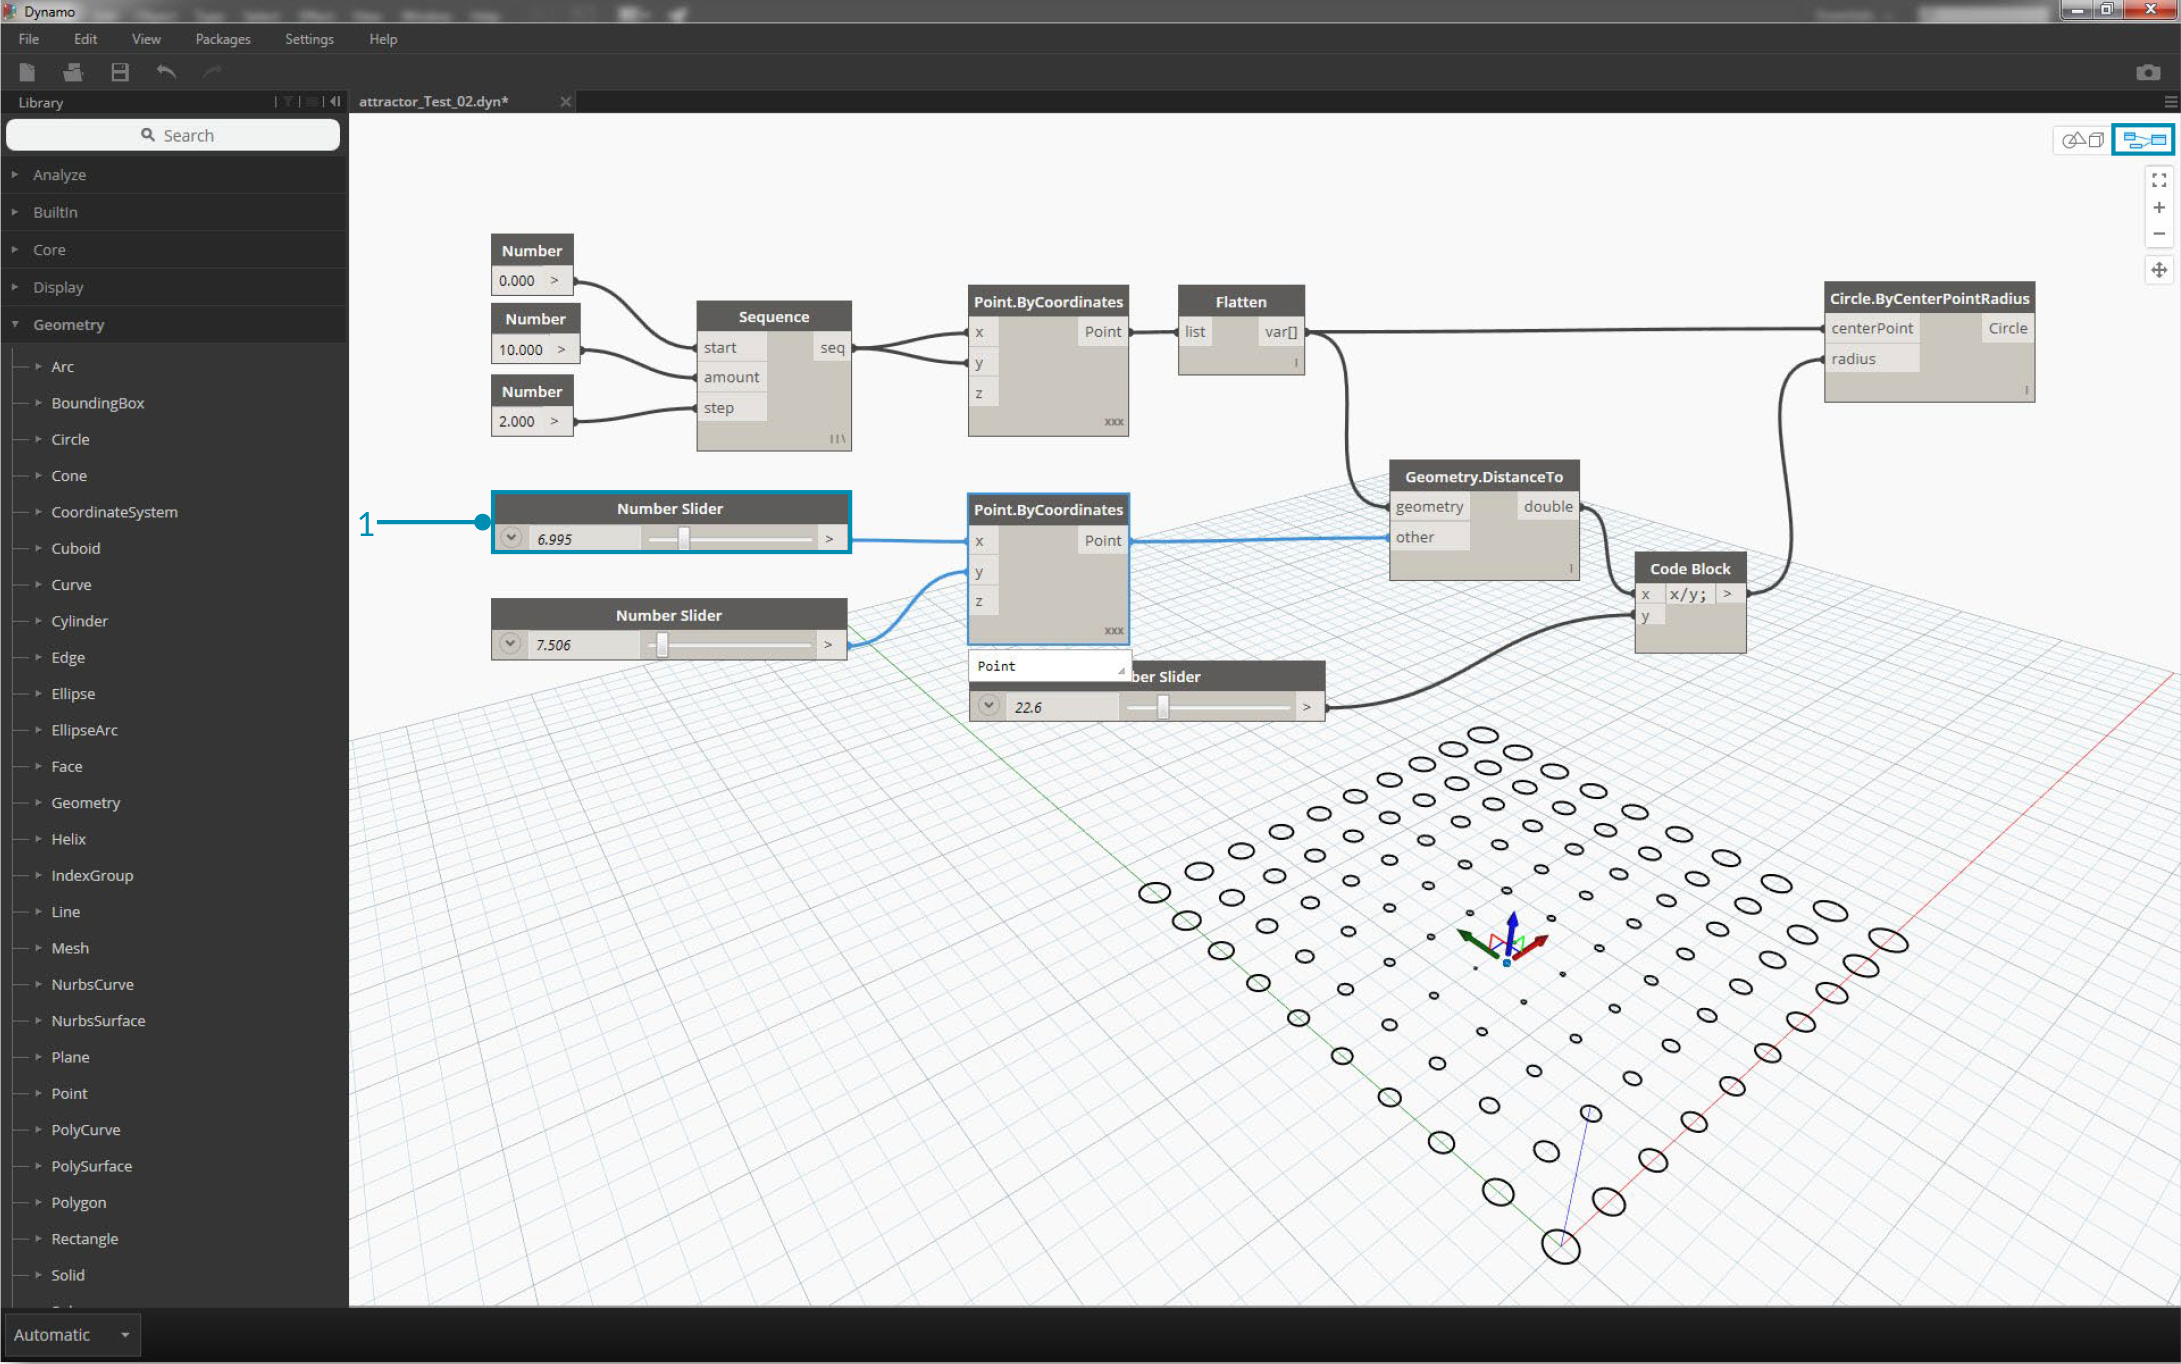 Dynamo
File Edit View Packages Settings Help
Library
attractor_Test_02.dyn*
Search
Analyze
BuiltIn
Core
Display
Geometry
Arc
BoundingBox
Circle
Cone
CoordinateSystem
Cuboid
Curve
Cylinder
Edge
Ellipse
EllipseArc
Face
Geometry
Helix
IndexGroup
Line
Mesh
NurbsCurve
NurbsSurface
Plane
Point
PolyCurve
PolySurface
Polygon
Rectangle
Solid
Automatic
Number
0.000 >
Number
10.000 >
Number
2.000 >
Sequence
start seq
amount
step
Point.ByCoordinates
x Point
y
z
xxx
Flatten
list var[]
Circle.ByCenterPointRadius
centerPoint Circle
radius
1
Number Slider
6.995 >
Number Slider
7.506 >
Point.ByCoordinates
x Point
y
z
xxx
Point
ber Slider
22.6 >
Geometry.DistanceTo
geometry double
other
Code Block
x x/y; >
y